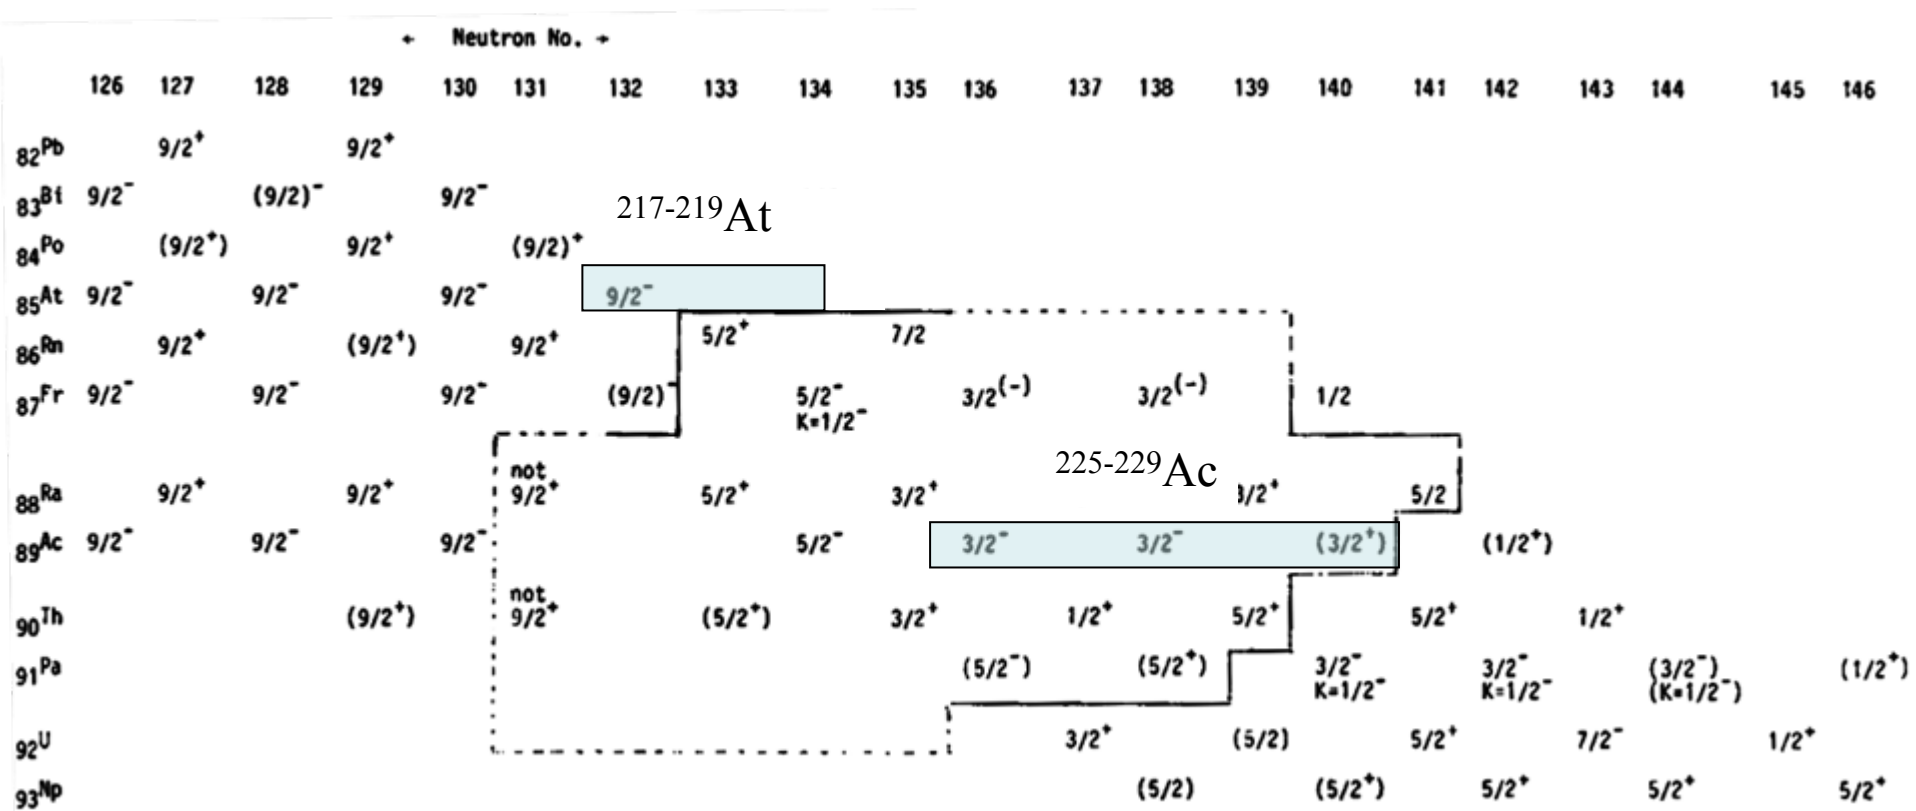 ← Neutron No. →
126 127 128 129 130 131 132 133 134 135 136 137 138 139 140 141 142 143 144 145 146
82Pb 9/2⁺ 9/2⁺
83Bi 9/2⁻ (9/2)⁻ 9/2⁻
217-219At
84Po (9/2⁺) 9/2⁺ (9/2)⁺
85At 9/2⁻ 9/2⁻ 9/2⁻ 9/2⁻
86Rn 9/2⁺ (9/2⁺) 9/2⁺ 5/2⁺ 7/2
87Fr 9/2⁻ 9/2⁻ 9/2⁻ (9/2)⁻ 5/2⁻ 3/2(-) 3/2(-) 1/2
K=1/2⁻
225-229Ac
not
88Ra 9/2⁺ 9/2⁺ 9/2⁺ 5/2⁺ 3/2⁺ 3/2⁺ 5/2
89Ac 9/2⁻ 9/2⁻ 9/2⁻ 5/2⁻ 3/2⁻ 3/2⁻ (3/2⁺) (1/2⁺)
not
90Th (9/2⁺) 9/2⁺ (5/2⁺) 3/2⁺ 1/2⁺ 5/2⁺ 5/2⁺ 1/2⁺
91Pa (5/2⁻) (5/2⁺) 3/2⁻ 3/2⁻ (3/2⁻) (1/2⁺)
K=1/2⁻ K=1/2⁻ (K=1/2⁻)
92U 3/2⁺ (5/2) 5/2⁺ 7/2⁻ 1/2⁺
93Np (5/2) (5/2⁺) 5/2⁺ 5/2⁺ 5/2⁺